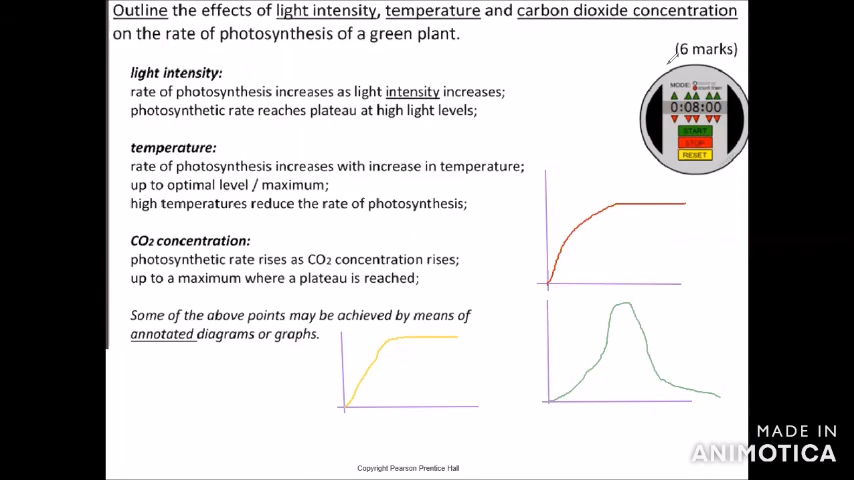 Outline the effects of light intensity, temperature and carbon dioxide concentration
on the rate of photosynthesis of a green plant.
(6 marks)
light intensity:
rate of photosynthesis increases as light intensity increases;
photosynthetic rate reaches plateau at high light levels;
MODE:
0:08:00
START
STOP
RESET
temperature:
rate of photosynthesis increases with increase in temperature;
up to optimal level / maximum;
high temperatures reduce the rate of photosynthesis;
CO2 concentration:
photosynthetic rate rises as CO2 concentration rises;
up to a maximum where a plateau is reached;
Some of the above points may be achieved by means of
annotated diagrams or graphs.
Copyright Pearson Prentice Hall
MADE IN
ANIMOTICA